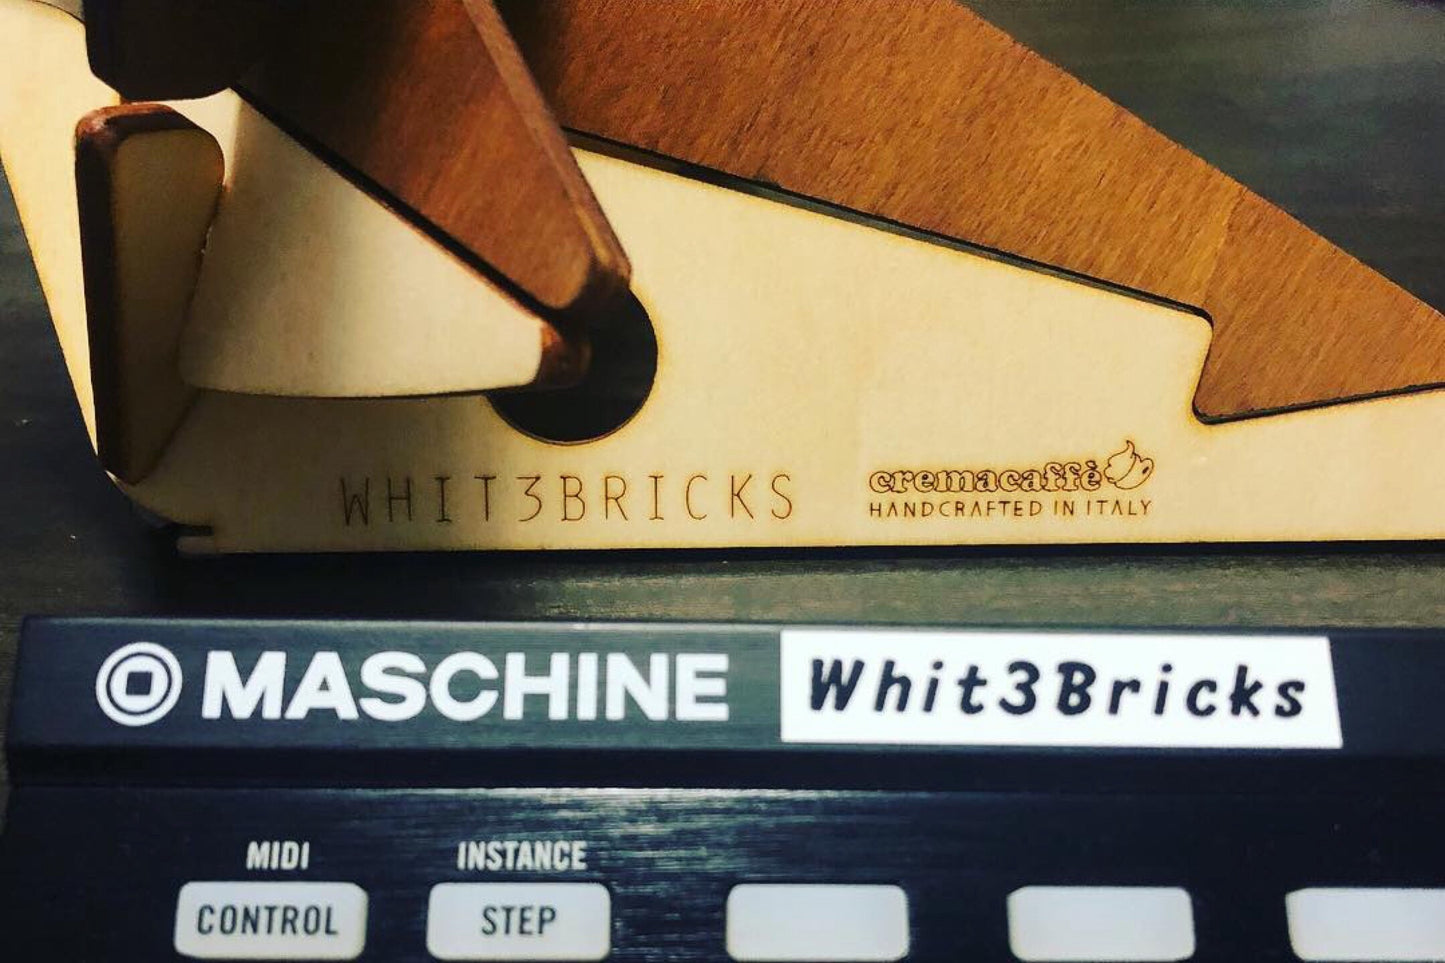 WHIT3BRICKS
cremacaffè
HANDCRAFTED IN ITALY
MASCHINE Whit3Bricks
MIDI INSTANCE
CONTROL STEP